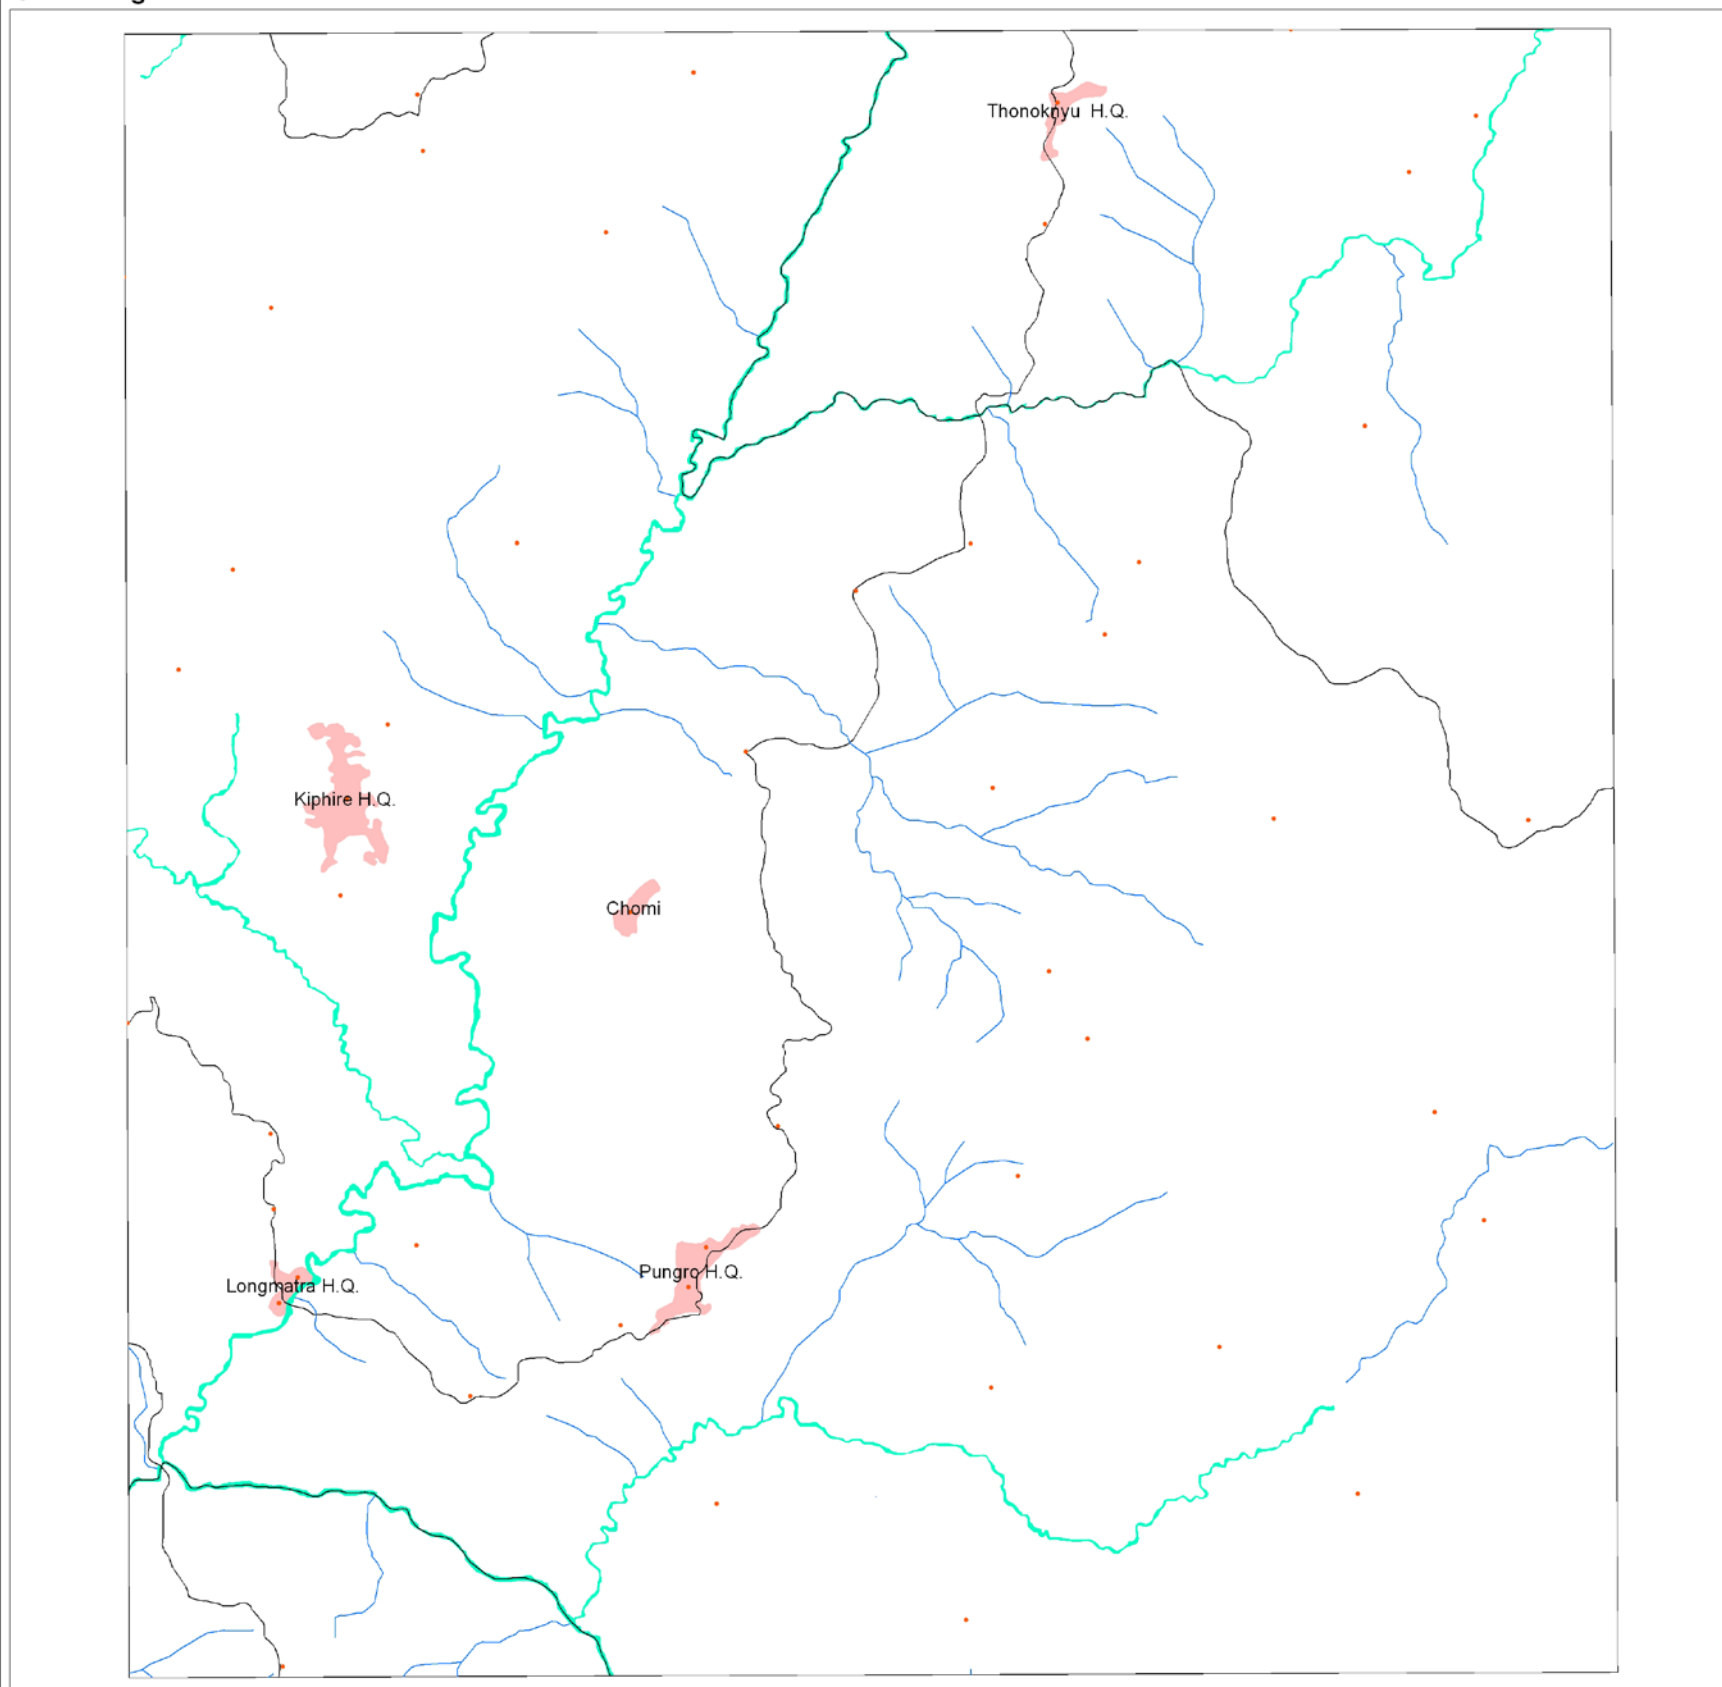 Thonoknyu H.Q.
Kiphire H.Q.
Chomi
Pungro H.Q.
Longmatra H.Q.